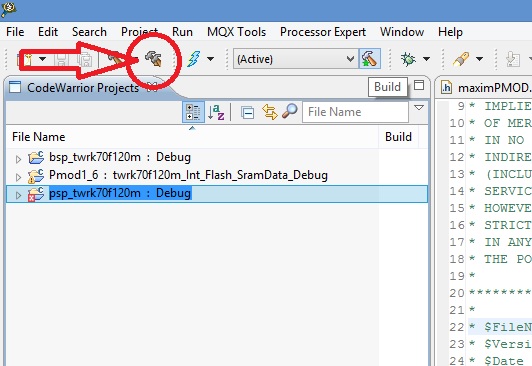 File Edit Search Project Run MQX Tools Processor Expert Window Help
(Active)
CodeWarrior Projects
Build
maximPMOD.
File Name
File Name Build
bsp_twrk70f120m : Debug
Pmod1_6 : twrk70f120m_Int_Flash_SramData_Debug
psp_twrk70f120m : Debug
9 * IMPLIE
10 * OF MER
11 * IN NO
12 * INDIRE
13 * (INCLU
14 * SERVIC
15 * HOWEVE
16 * STRICT
17 * IN ANY
18 * THE PO
19 *
20 *********
21 *
22 * $FileN
23 * $Versi
24 * $Date